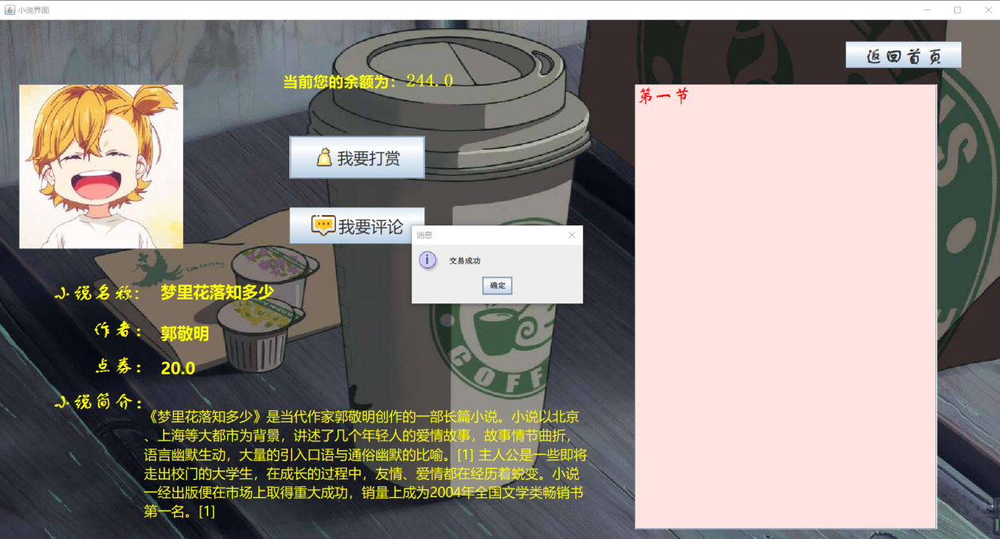 小说界面
返回首页
当前您的余额为：244.0
第一节
我要打赏
我要评论
消息
交易成功
确定
小说名称： 梦里花落知多少
作者： 郭敬明
点券： 20.0
小说简介：
《梦里花落知多少》是当代作家郭敬明创作的一部长篇小说。小说以北京
、上海等大都市为背景，讲述了几个年轻人的爱情故事，故事情节曲折，
语言幽默生动，大量的引入口语与通俗幽默的比喻。[1] 主人公是一些即将
走出校门的大学生，在成长的过程中，友情、爱情都在经历着蜕变。小说
一经出版便在市场上取得重大成功，销量上成为2004年全国文学类畅销书
第一名。[1]
COFF